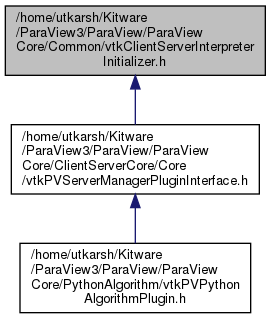 /home/utkarsh/Kitware
/ParaView3/ParaView/ParaView
Core/Common/vtkClientServerInterpreter
Initializer.h
/home/utkarsh/Kitware
/ParaView3/ParaView/ParaView
Core/ClientServerCore/Core
/vtkPVServerManagerPluginInterface.h
/home/utkarsh/Kitware
/ParaView3/ParaView/ParaView
Core/PythonAlgorithm/vtkPVPython
AlgorithmPlugin.h